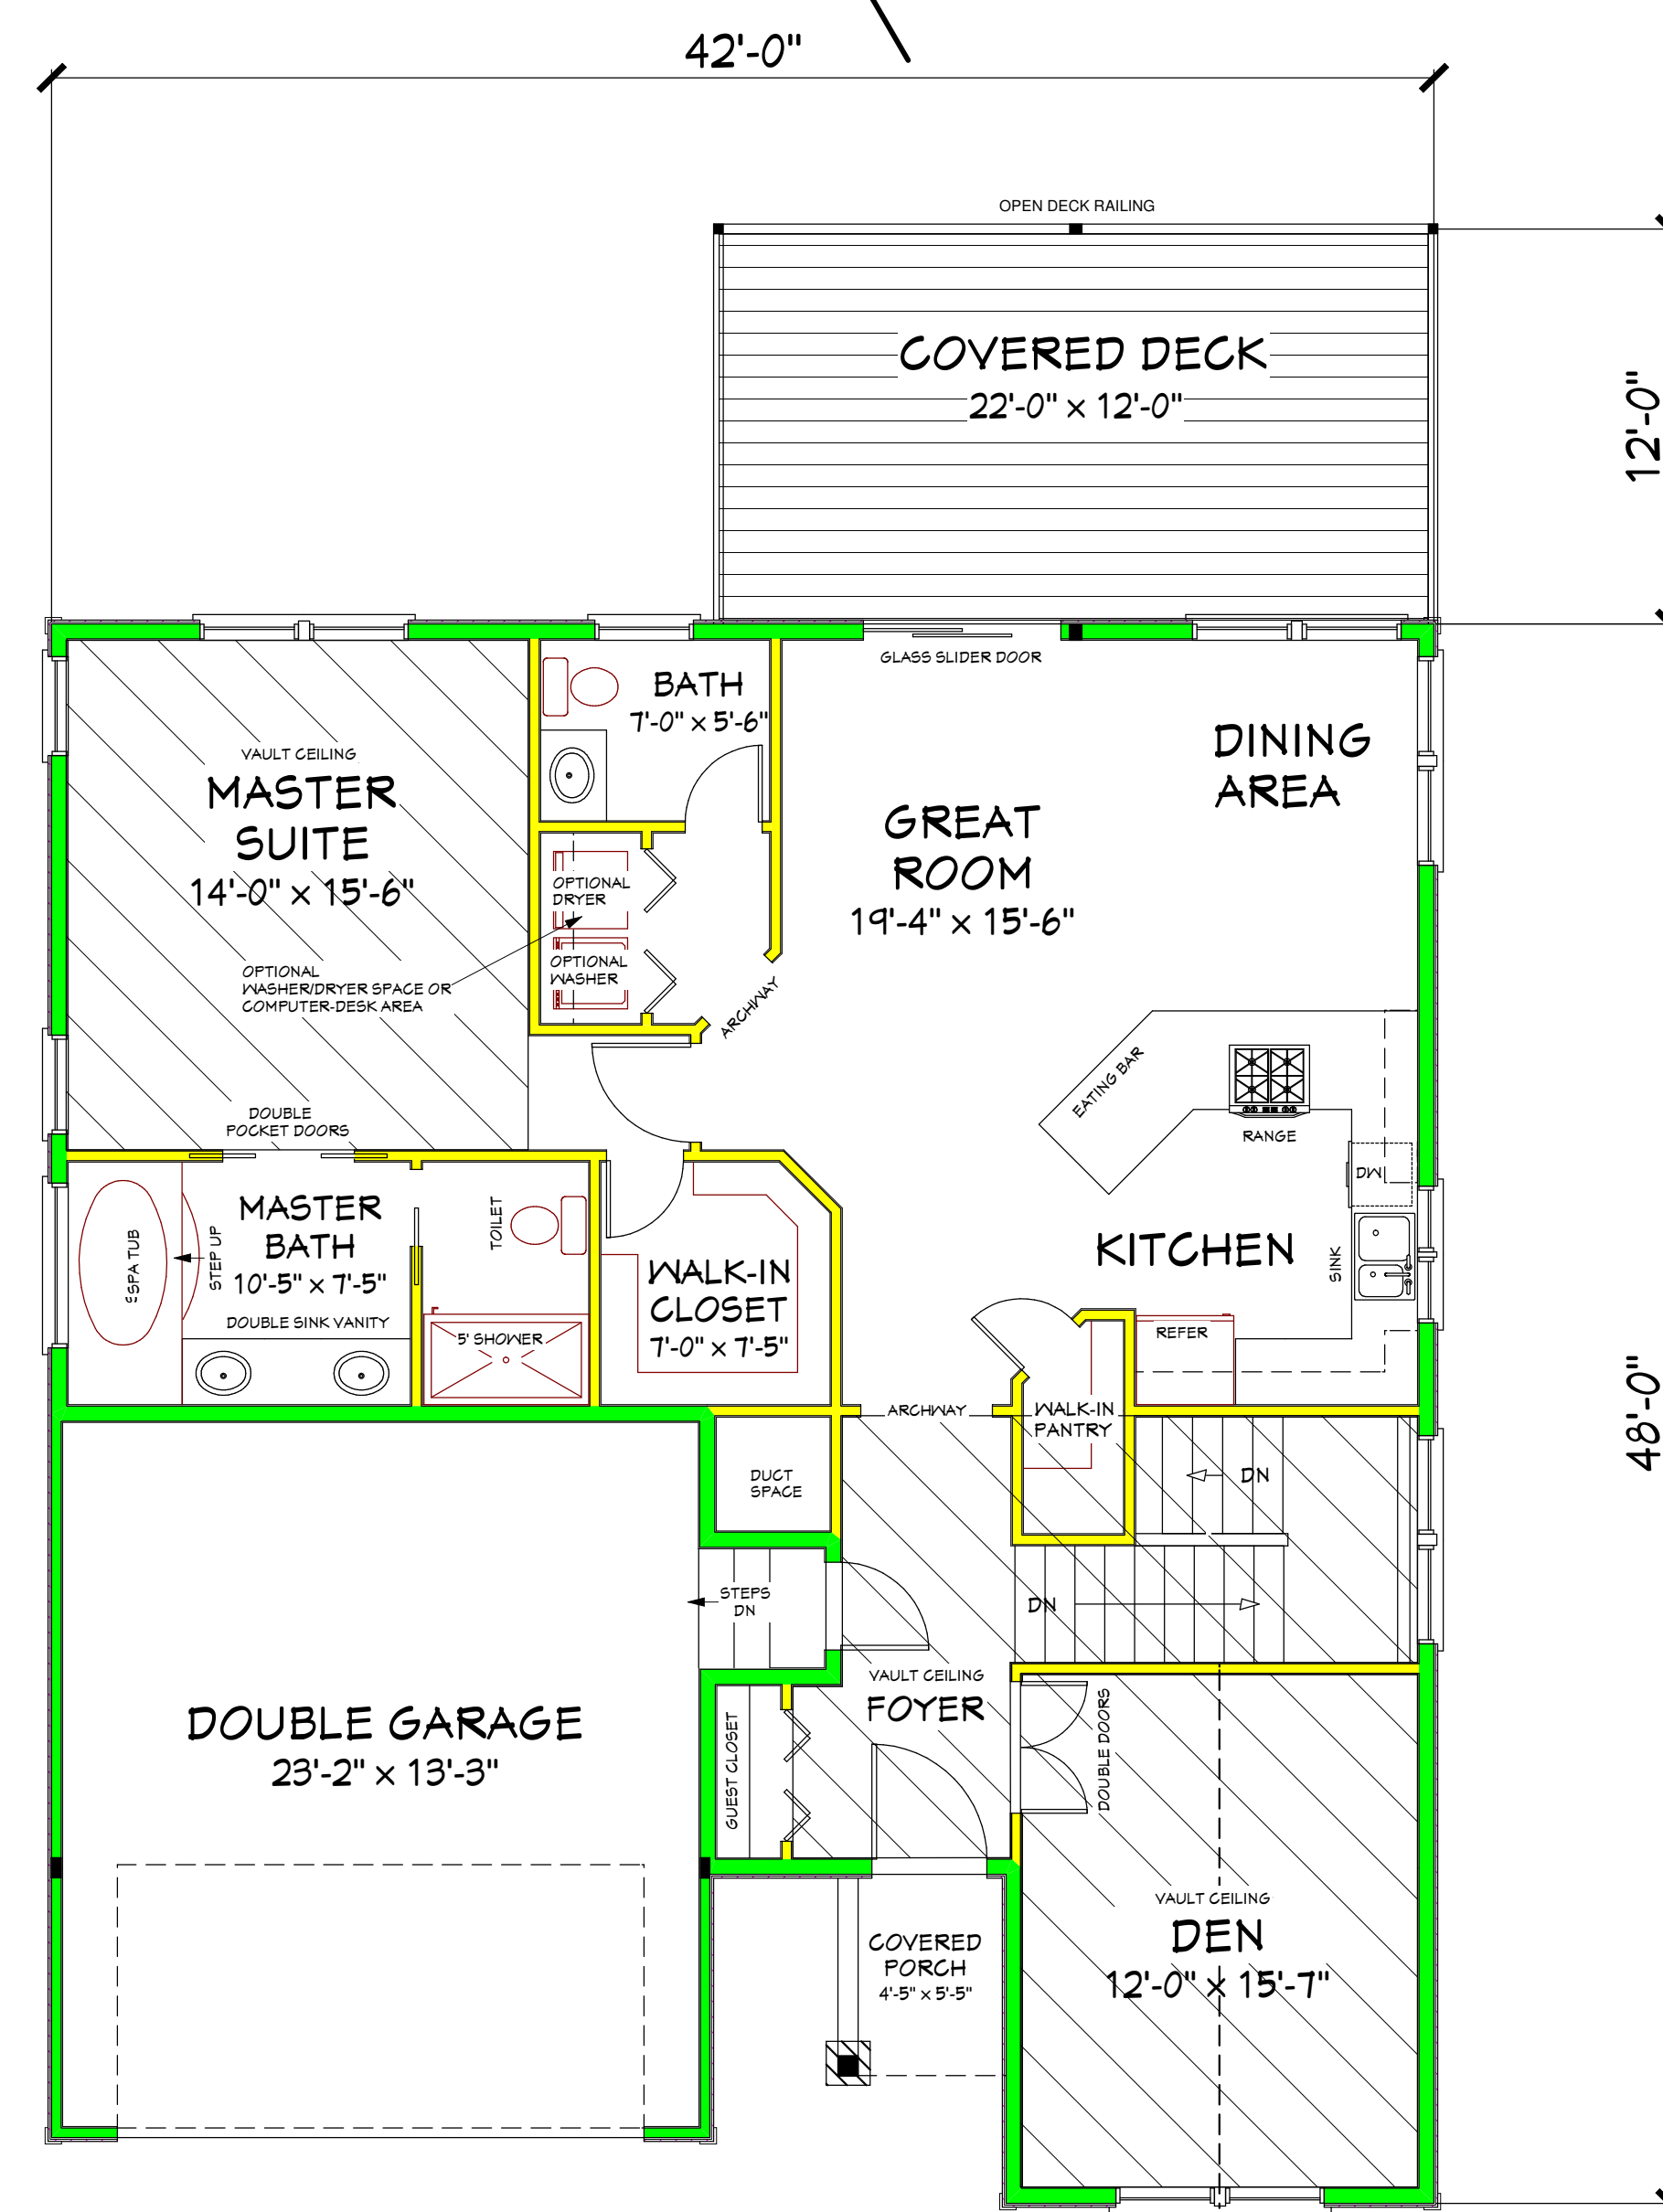 42'-0"
OPEN DECK RAILING
COVERED DECK
22'-0" x 12'-0"
12'-0"
GLASS SLIDER DOOR
BATH
7'-0" x 5'-6"
DINING
AREA
VAULT CEILING
MASTER
SUITE
14'-0" x 15'-6"
GREAT
ROOM
19'-4" x 15'-6"
OPTIONAL
DRYER
OPTIONAL
WASHER
OPTIONAL
WASHER/DRYER SPACE OR
COMPUTER-DESK AREA
ARCHWAY
EATING BAR
RANGE
DOUBLE
POCKET DOORS
DW
MASTER
BATH
10'-5" x 7'-5"
SPA TUB
STEP UP
TOILET
DOUBLE SINK VANITY
5' SHOWER
WALK-IN
CLOSET
7'-0" x 7'-5"
KITCHEN
SINK
REFER
ARCHWAY
WALK-IN
PANTRY
48'-0"
DUCT
SPACE
DN
STEPS
DN
DN
VAULT CEILING
FOYER
DOUBLE GARAGE
23'-2" x 13'-3"
GUEST CLOSET
DOUBLE DOORS
VAULT CEILING
DEN
12'-0" x 15'-7"
COVERED
PORCH
4'-5" x 5'-5"